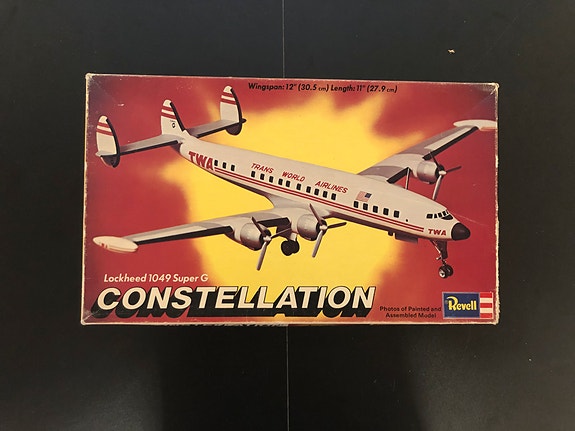 Wingspan: 12" (30.5 cm) Length: 11" (27.9 cm)
TWA
TRANS WORLD AIRLINES
TWA
Lockheed 1049 Super G
CONSTELLATION
Photos of Painted and
Assembled Model
Revell